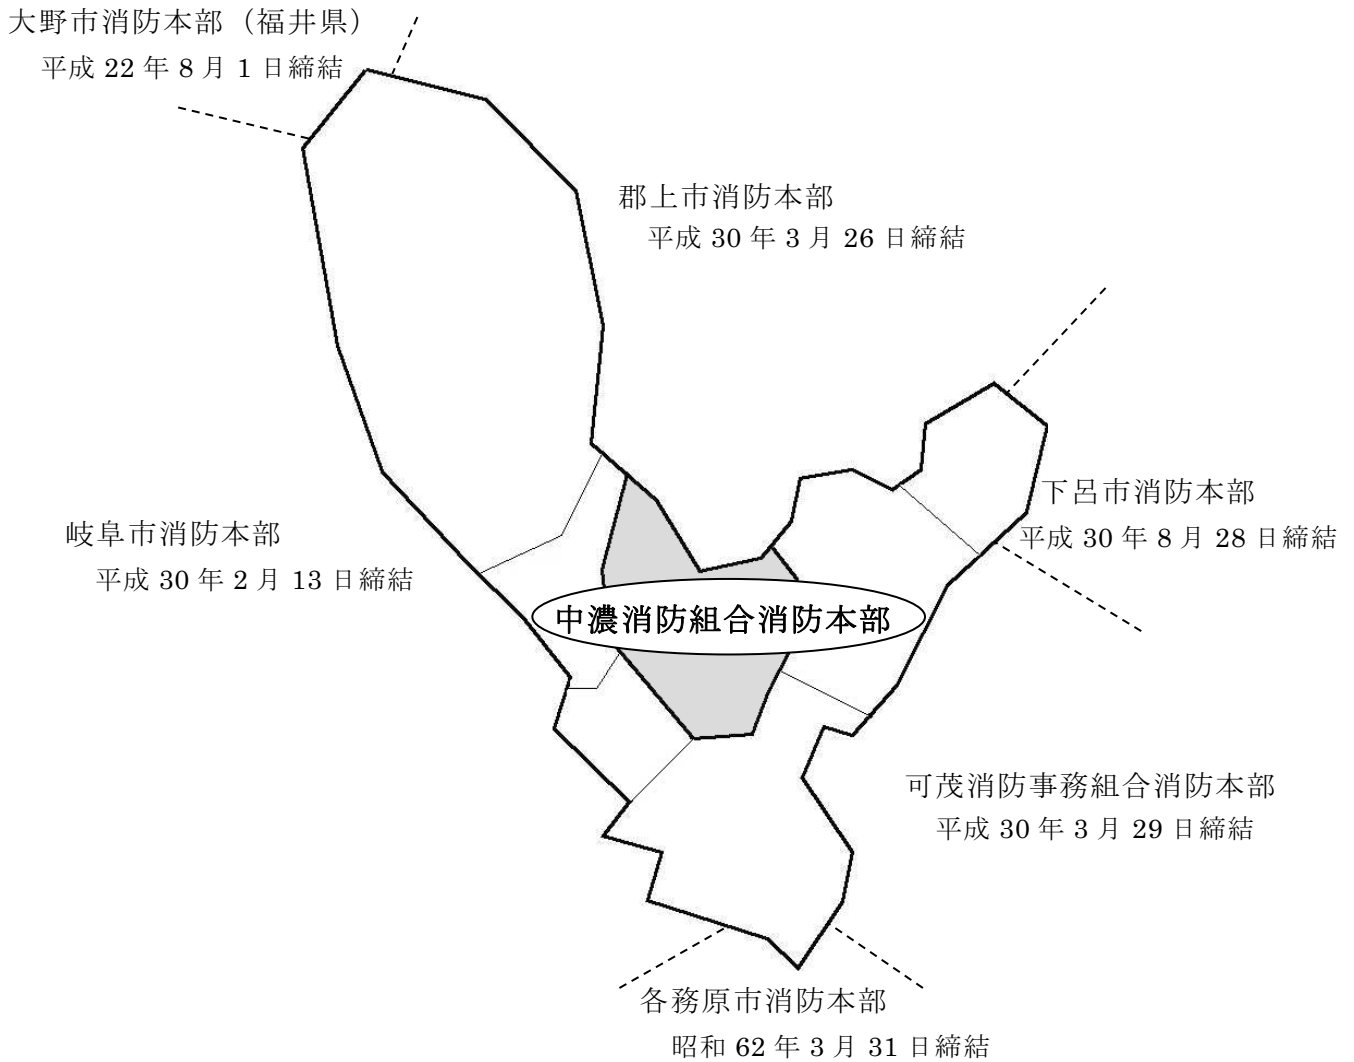 大野市消防本部（福井県）
平成 22 年 8 月 1 日締結
郡上市消防本部
平成 30 年 3 月 26 日締結
下呂市消防本部
平成 30 年 8 月 28 日締結
岐阜市消防本部
平成 30 年 2 月 13 日締結
中濃消防組合消防本部
可茂消防事務組合消防本部
平成 30 年 3 月 29 日締結
各務原市消防本部
昭和 62 年 3 月 31 日締結